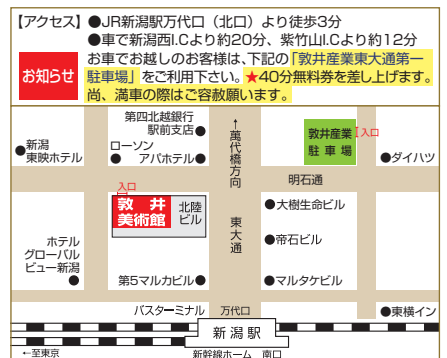 【アクセス】●JR新潟駅万代口(北口)より徒歩3分
●車で新潟西I.Cより約20分、紫竹山I.Cより約12分
お知らせ
お車でお越しのお客様は、下記の「敦井産業東大通第一
駐車場」をご利用下さい。★40分無料券を差し上げます。
尚、満車の際はご容赦願います。
第四北越銀行
駅前支店●
●新潟
東映ホテル
ローソン
●
アパホテル●
↑萬代橋方向
敦井産業
駐車場
入口
●ダイハツ
明石通
入口
敦井
美術館
北陸
ビル
東大通
●大樹生命ビル
●帝石ビル
ホテル
グローバル
ビュー新潟
●
第5マルカビル●
●マルタケビル
バスターミナル
万代口
●東横イン
新潟駅
←至東京
新幹線ホーム
南口